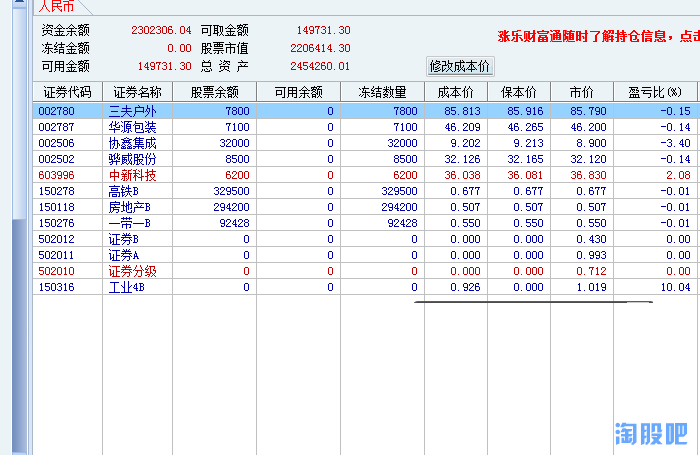 人民币
资金余额 2302306.04 可取金额 149731.30
冻结金额 0.00 股票市值 2206414.30
可用金额 149731.30 总 资 产 2454260.01
涨乐财富通随时了解持仓信息，点击
修改成本价
证券代码 证券名称 股票余额 可用余额 冻结数量 成本价 保本价 市价 盈亏比(%)
002780 三夫户外 7800 0 7800 85.813 85.916 85.790 -0.15
002787 华源包装 7100 0 7100 46.209 46.265 46.200 -0.14
002506 协鑫集成 32000 0 32000 9.202 9.213 8.900 -3.40
002502 骅威股份 8500 0 8500 32.126 32.165 32.120 -0.14
603996 中新科技 6200 0 6200 36.038 36.081 36.830 2.08
150278 高铁B 329500 0 329500 0.677 0.677 0.677 -0.01
150118 房地产B 294200 0 294200 0.507 0.507 0.507 -0.01
150276 一带一B 92428 0 92428 0.550 0.550 0.550 -0.01
502012 证券B 0 0 0 0.000 0.000 0.430 0.00
502011 证券A 0 0 0 0.000 0.000 0.993 0.00
502010 证券分级 0 0 0 0.000 0.000 0.712 0.00
150316 工业4B 0 0 0 0.926 0.000 1.019 10.04
淘股吧